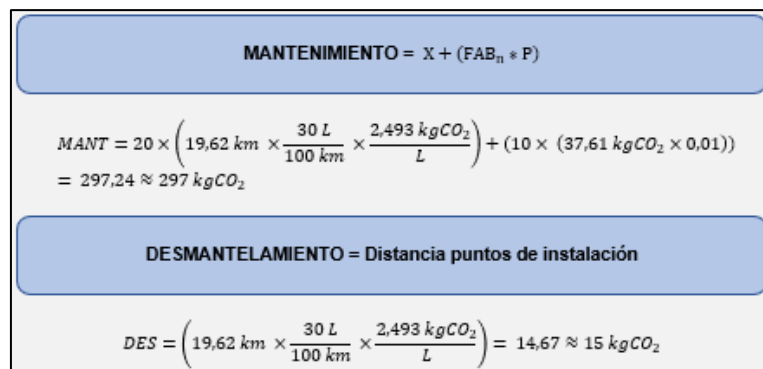 MANTENIMIENTO = X + (FABₙ * P)
MANT = 20 × (19,62 km × 30 L / 100 km × 2,493 kgCO₂ / L) + (10 × (37,61 kgCO₂ × 0,01))
= 297,24 ≈ 297 kgCO₂
DESMANTELAMIENTO = Distancia puntos de instalación
DES = (19,62 km × 30 L / 100 km × 2,493 kgCO₂ / L) = 14,67 ≈ 15 kgCO₂